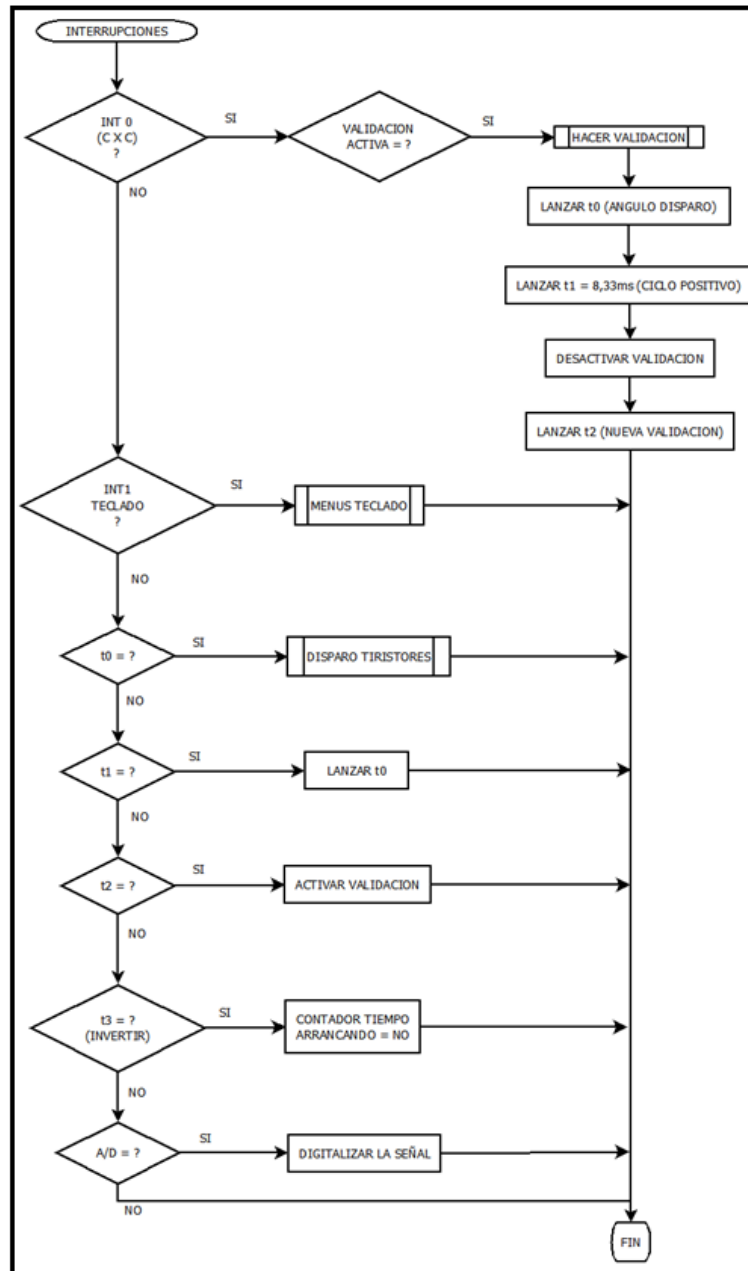 INTERRUPCIONES
INT 0
(C X C)
?
SI
VALIDACION
ACTIVA = ?
SI
HACER VALIDACION
NO
LANZAR t0 (ANGULO DISPARO)
LANZAR t1 = 8,33ms (CICLO POSITIVO)
DESACTIVAR VALIDACION
LANZAR t2 (NUEVA VALIDACION)
INT1
TECLADO
?
SI
MENUS TECLADO
NO
t0 = ?
SI
DISPARO TIRISTORES
NO
t1 = ?
SI
LANZAR t0
NO
t2 = ?
SI
ACTIVAR VALIDACION
NO
t3 = ?
(INVERTIR)
SI
CONTADOR TIEMPO
ARRANCANDO = NO
NO
A/D = ?
SI
DIGITALIZAR LA SEÑAL
NO
FIN